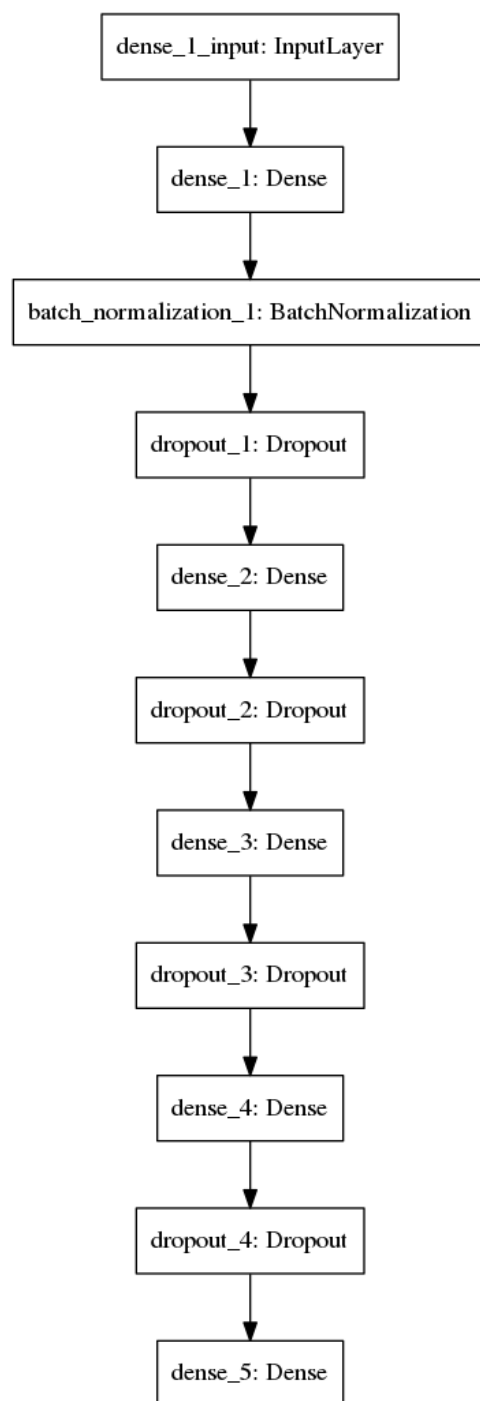 dense_1_input: InputLayer
dense_1: Dense
batch_normalization_1: BatchNormalization
dropout_1: Dropout
dense_2: Dense
dropout_2: Dropout
dense_3: Dense
dropout_3: Dropout
dense_4: Dense
dropout_4: Dropout
dense_5: Dense